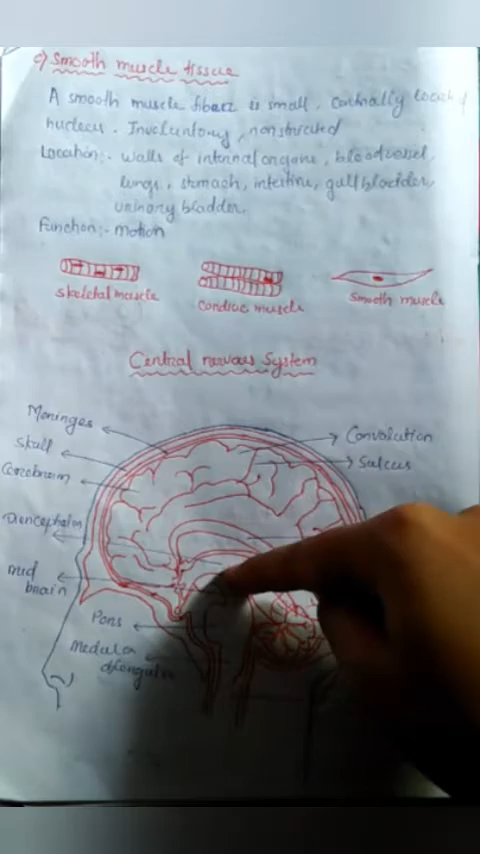 c) Smooth muscle tissue
A smooth muscle fiber is small, Centrally locat
nucleus. Involuntary, nonstriated
Location:- walls of internal organs, blood vessel,
lungs, stomach, intestine, gall bladder,
urinary bladder.
Function:- motion
Skeletal muscle
Cardiac muscle
Smooth muscle
Central nervous System
Meninges
Skull
Cerebrum
Diencephalon
mid
brain
Pons
Medulla
oblongata
Convolution
Sulcus